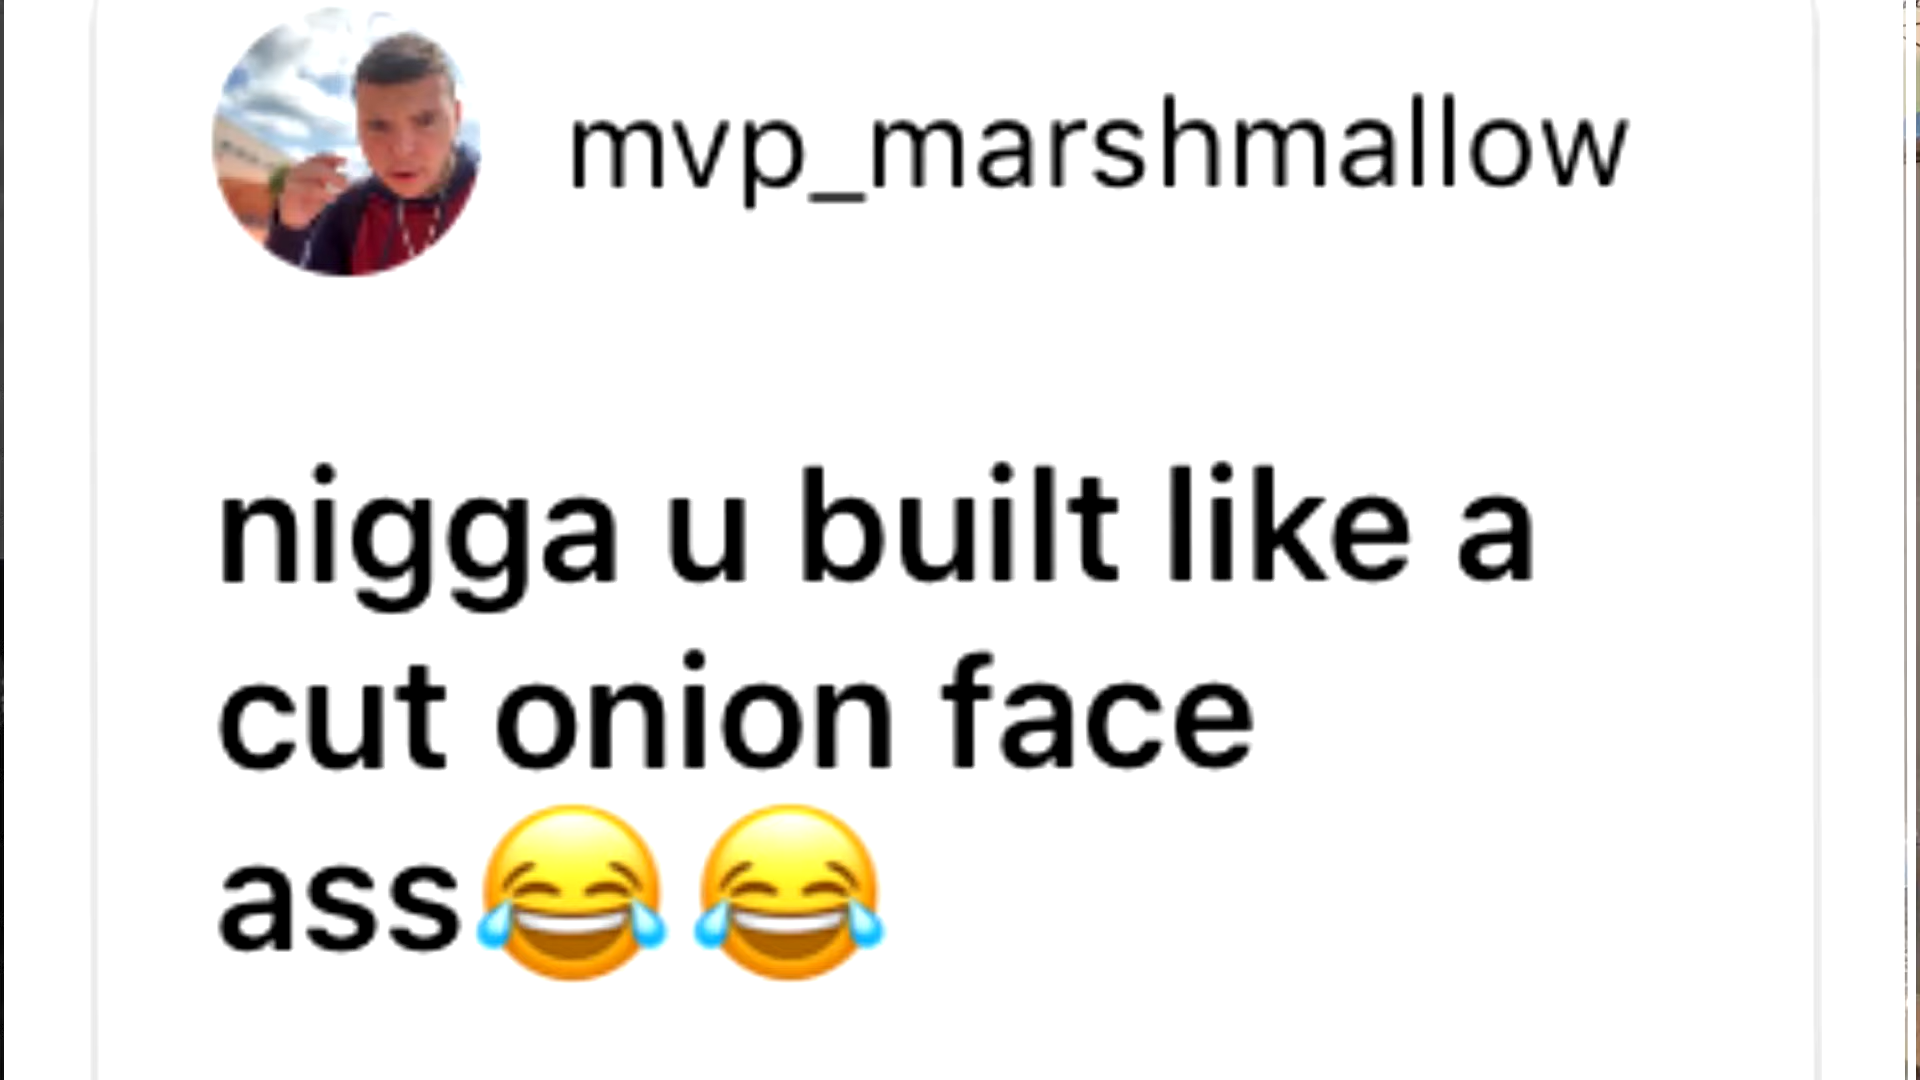 mvp_marshmallow
nigga u built like a
cut onion face
ass😂😂